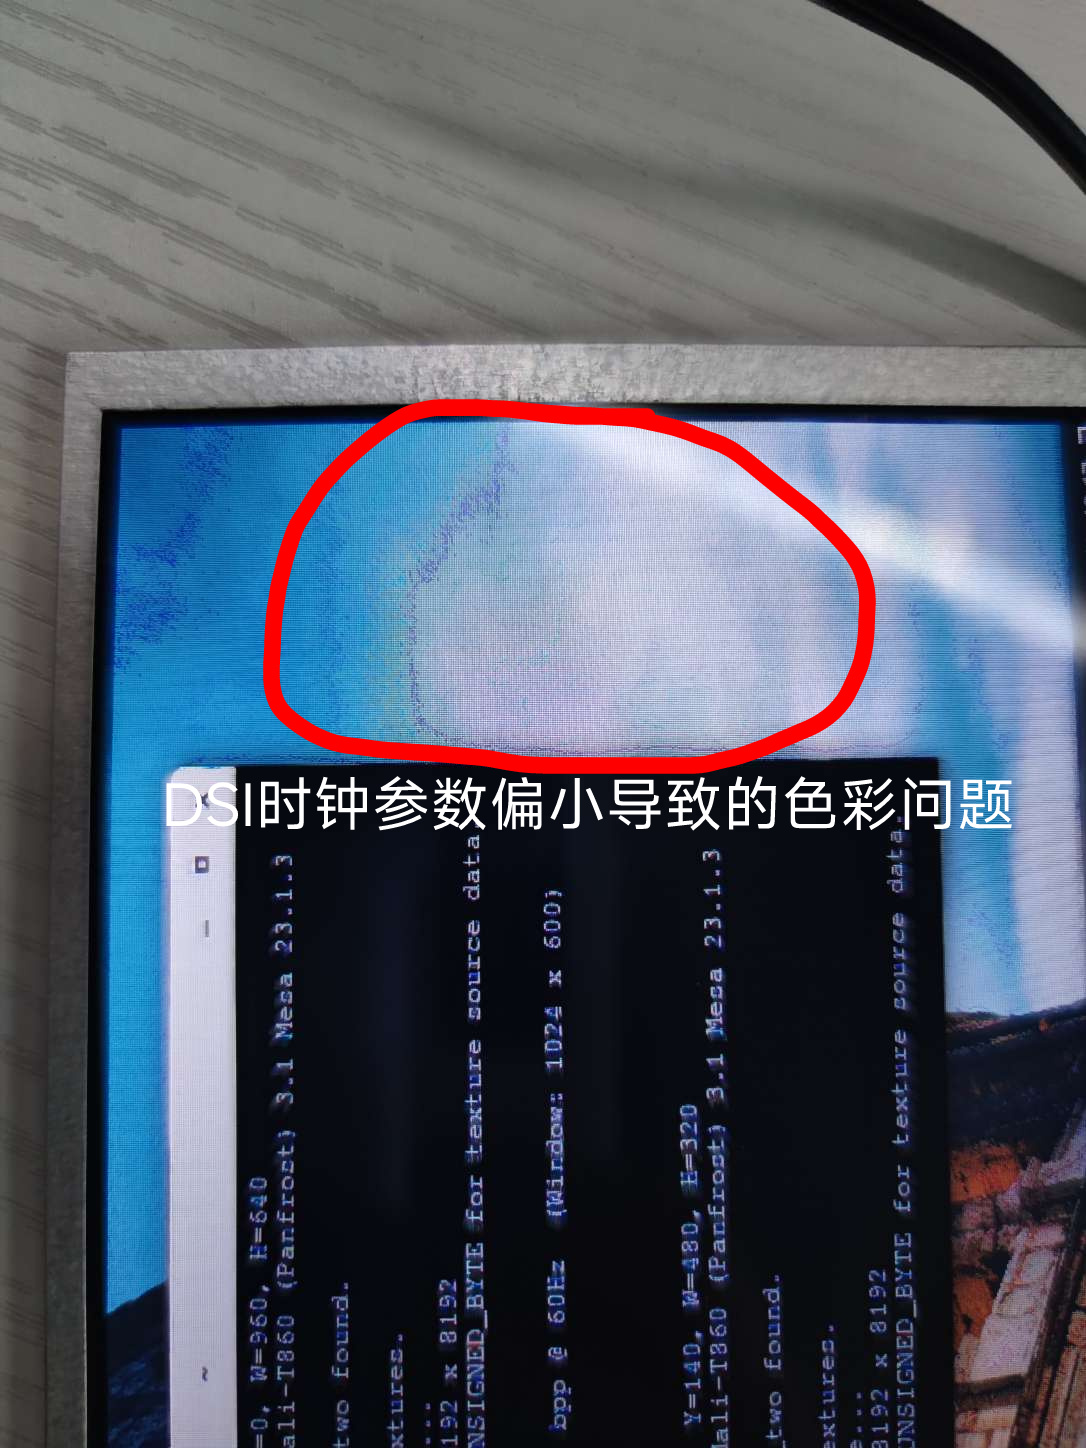 DSI时钟参数偏小导致的色彩问题
=0, W=960, H=640
ali-T860 (Panfrost) 3.1 Mesa 23.1.3
two found.
xtures.
...
192 x 8192
NSIGNED_BYTE for texture source data.
bpp @ 60Hz (Window: 1024 x 600)
Y=140, W=480, H=320
Mali-T860 (Panfrost) 3.1 Mesa 23.1.3
two found.
extures.
e...
8192 x 8192
UNSIGNED_BYTE for texture source data.